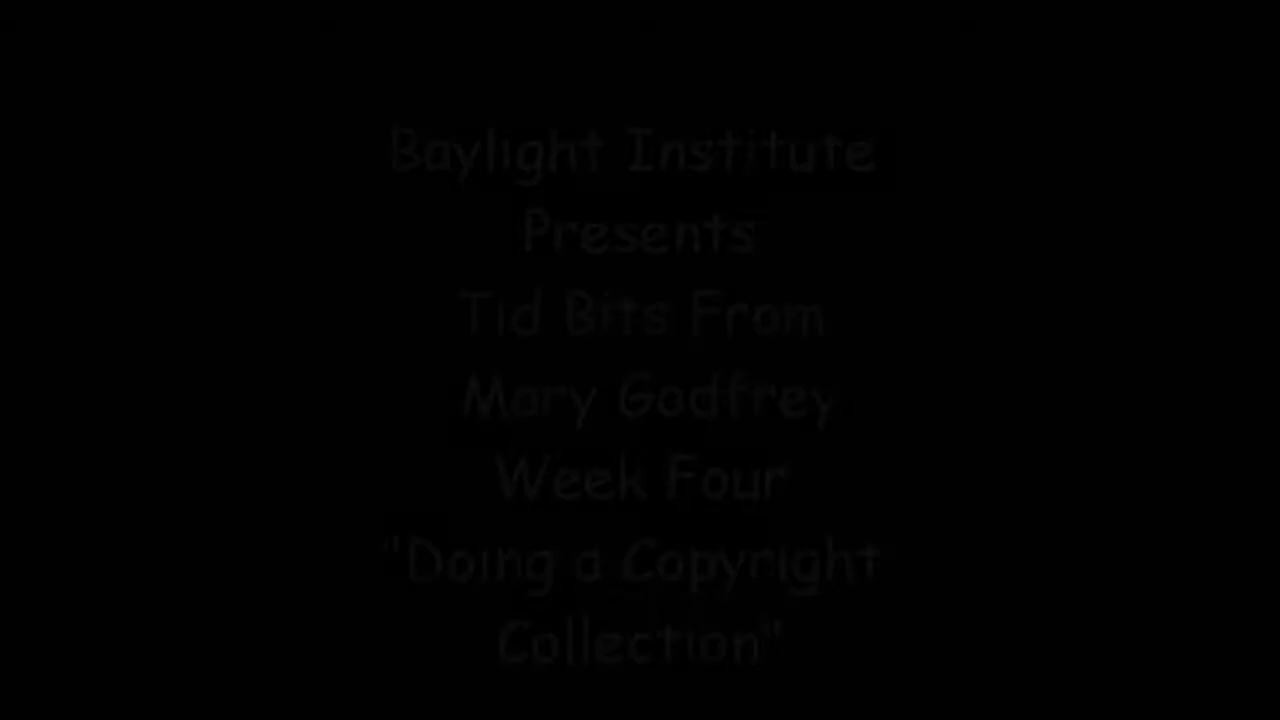 Baylight Institute
Presents
Tid Bits From
Mary Godfrey
Week Four
"Doing a Copyright
Collection"